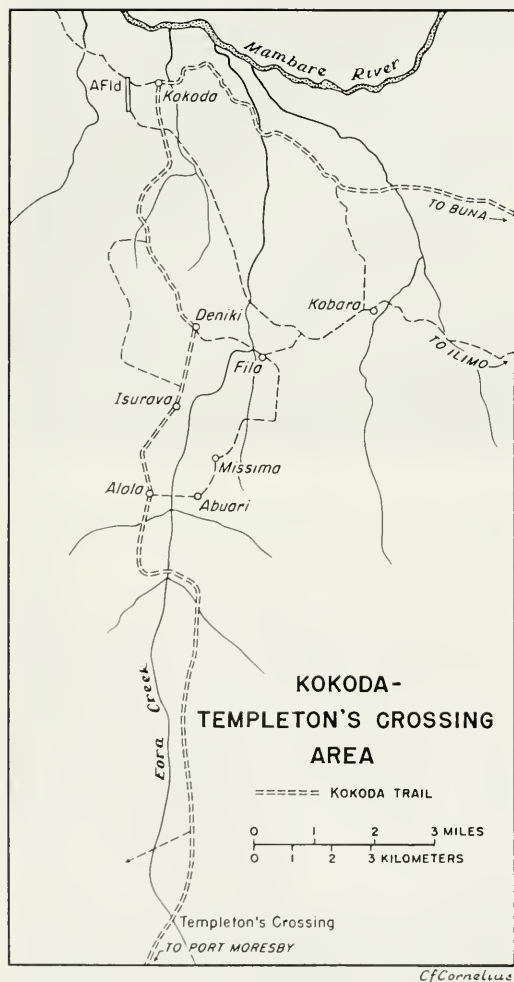 Mambare River
AFld
Kokoda
TO BUNA
Kobara
Deniki
TO ILIMO
Fila
Isurava
Missima
Alola
Abuari
Eora Creek
KOKODA-
TEMPLETON'S CROSSING
AREA
KOKODA TRAIL
0 1 2 3 MILES
0 1 2 3 KILOMETERS
Templeton's Crossing
TO PORT MORESBY
CfCornelius